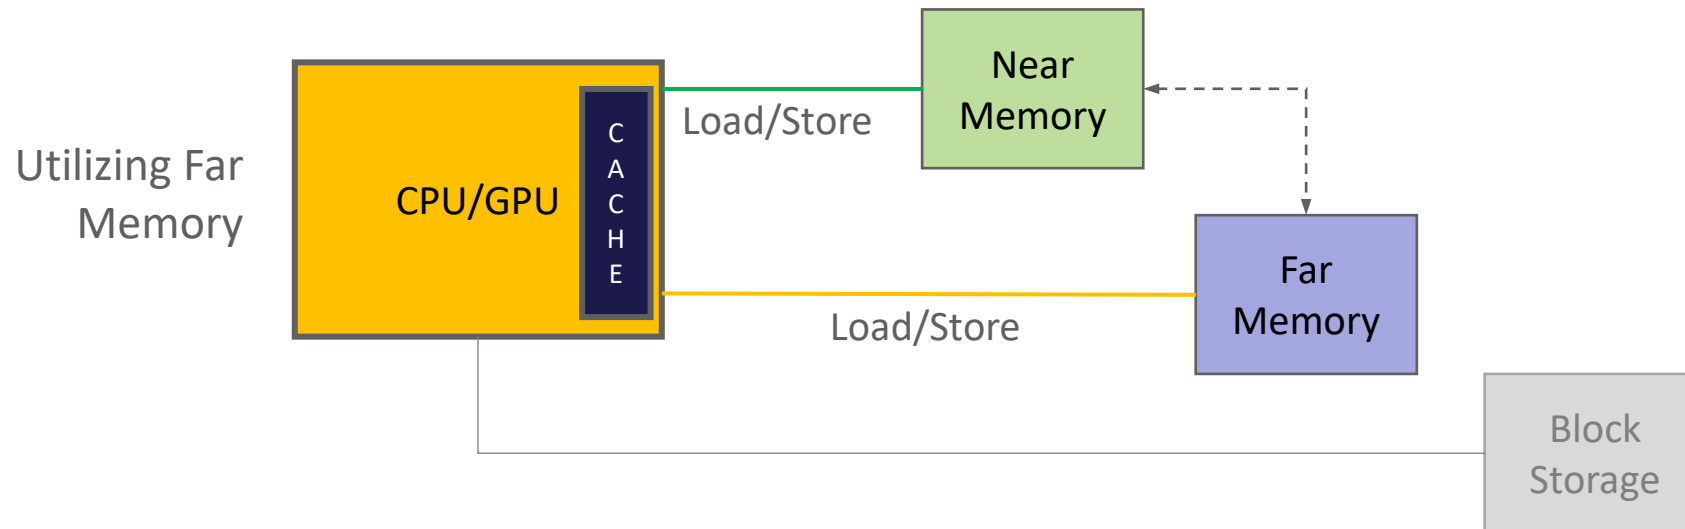 Utilizing Far
Memory
CPU/GPU
C
A
C
H
E
Load/Store
Near
Memory
Load/Store
Far
Memory
Block
Storage